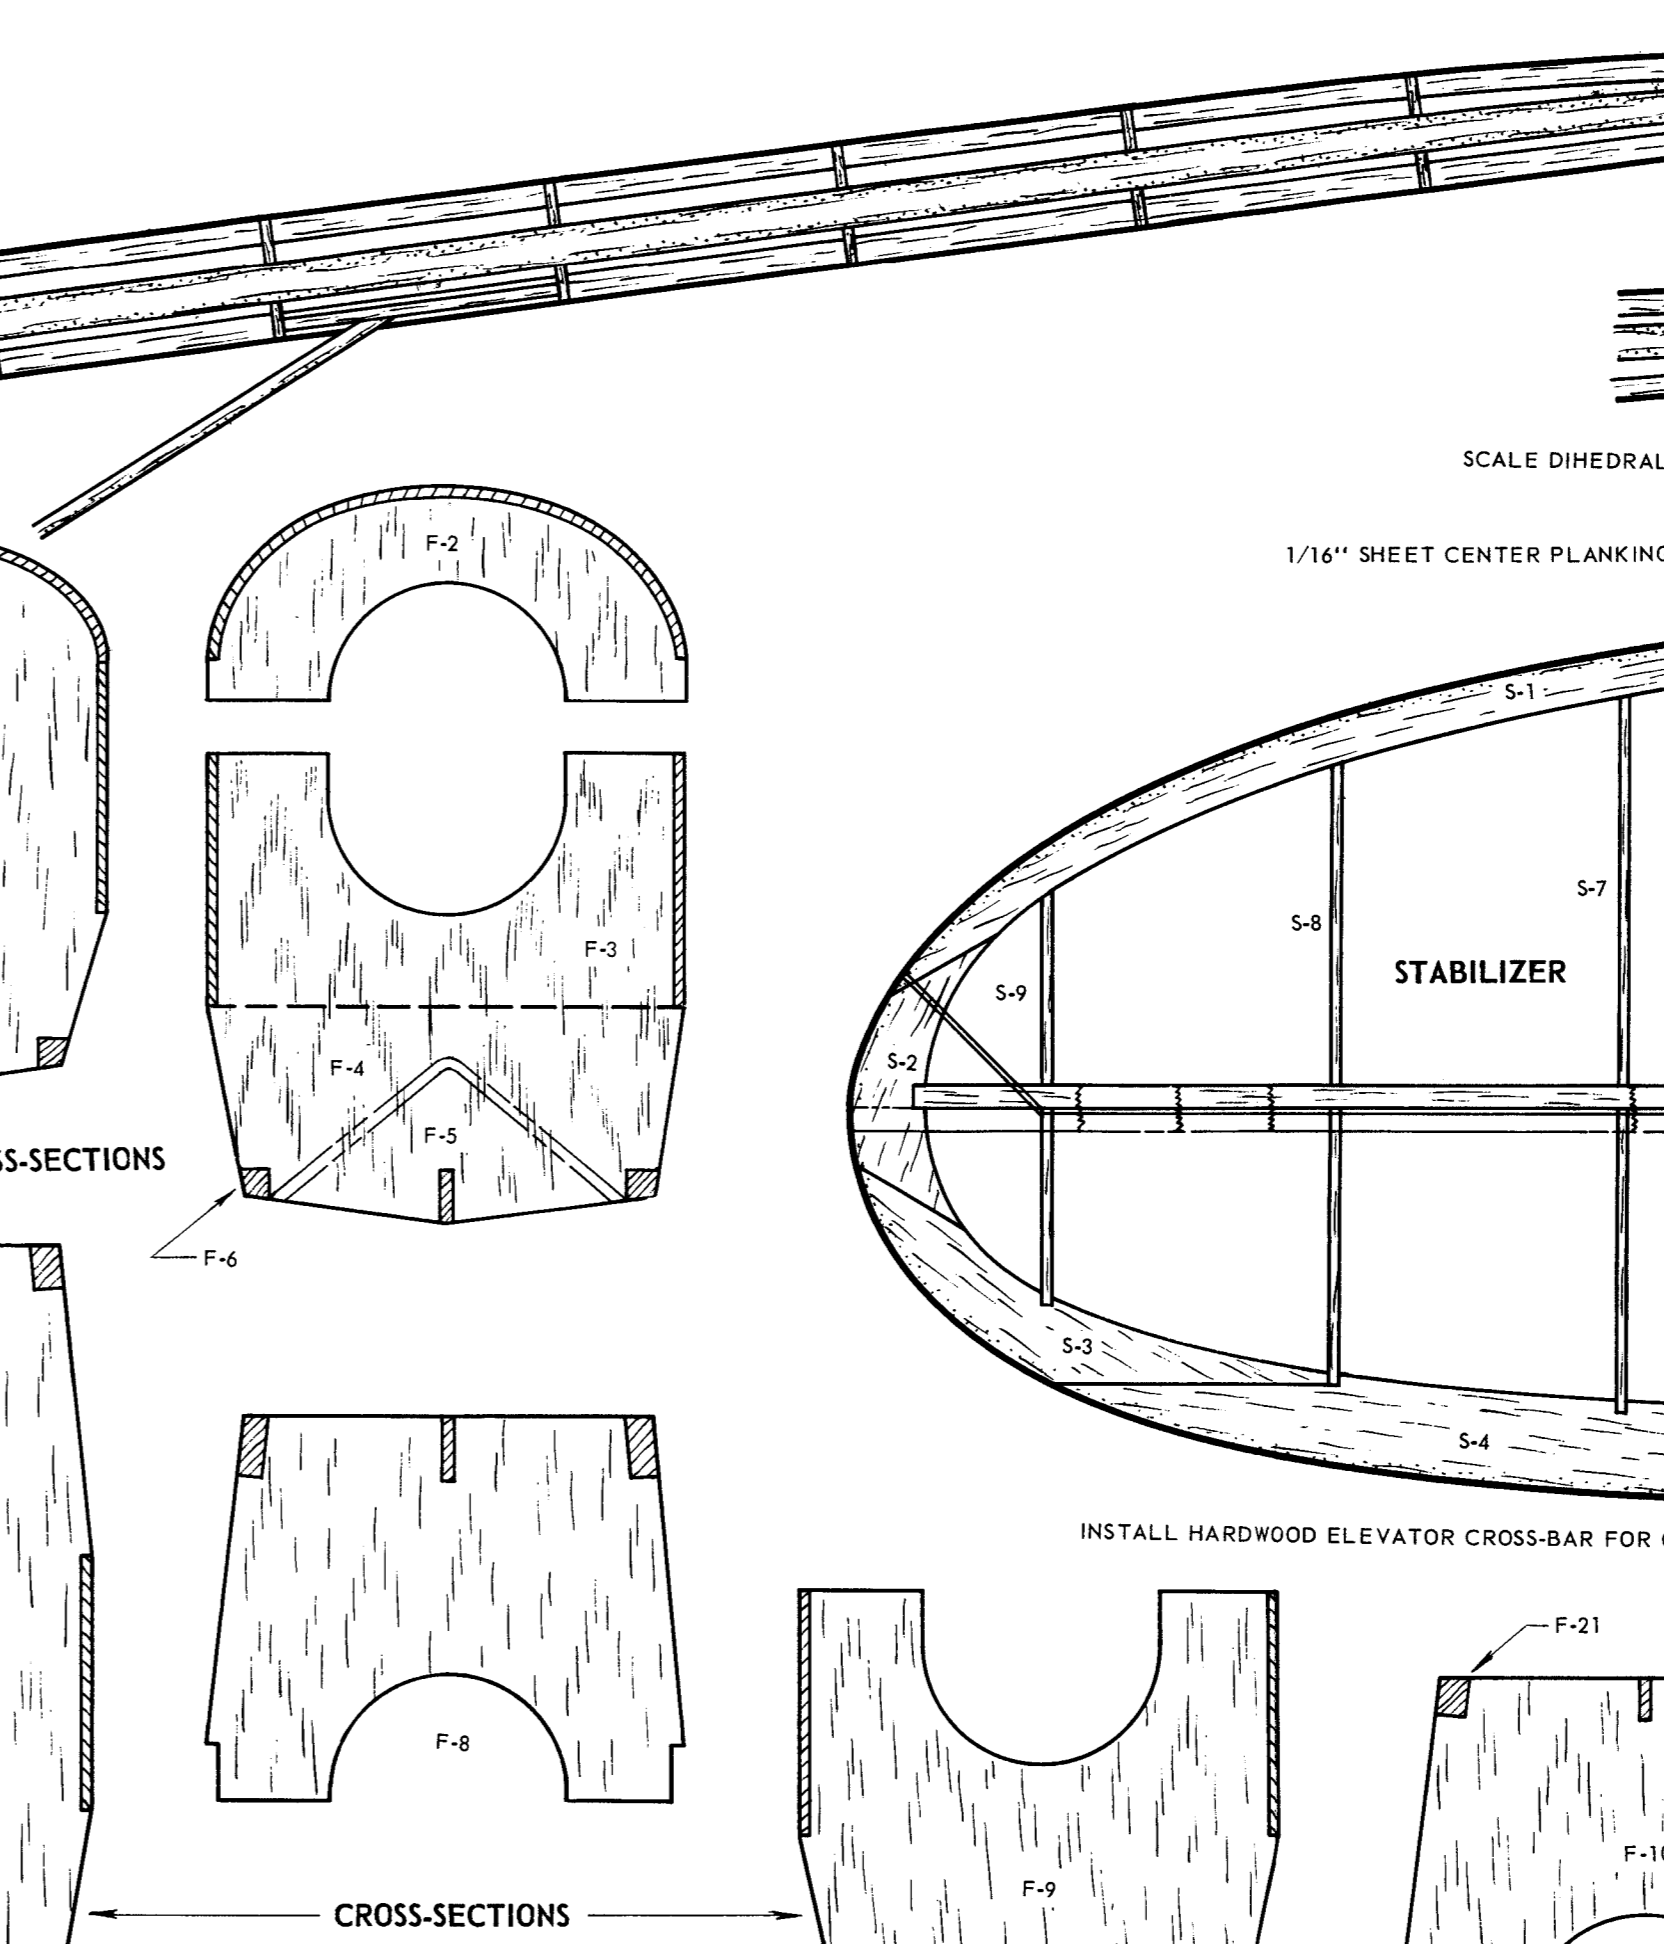 SCALE DIHEDRAL
F-2
1/16" SHEET CENTER PLANKING
S-1
S-7
S-8
F-3
STABILIZER
S-9
S-2
F-4
F-5
SS-SECTIONS
F-6
S-3
S-4
INSTALL HARDWOOD ELEVATOR CROSS-BAR FOR
F-21
F-8
F-10
F-9
CROSS-SECTIONS